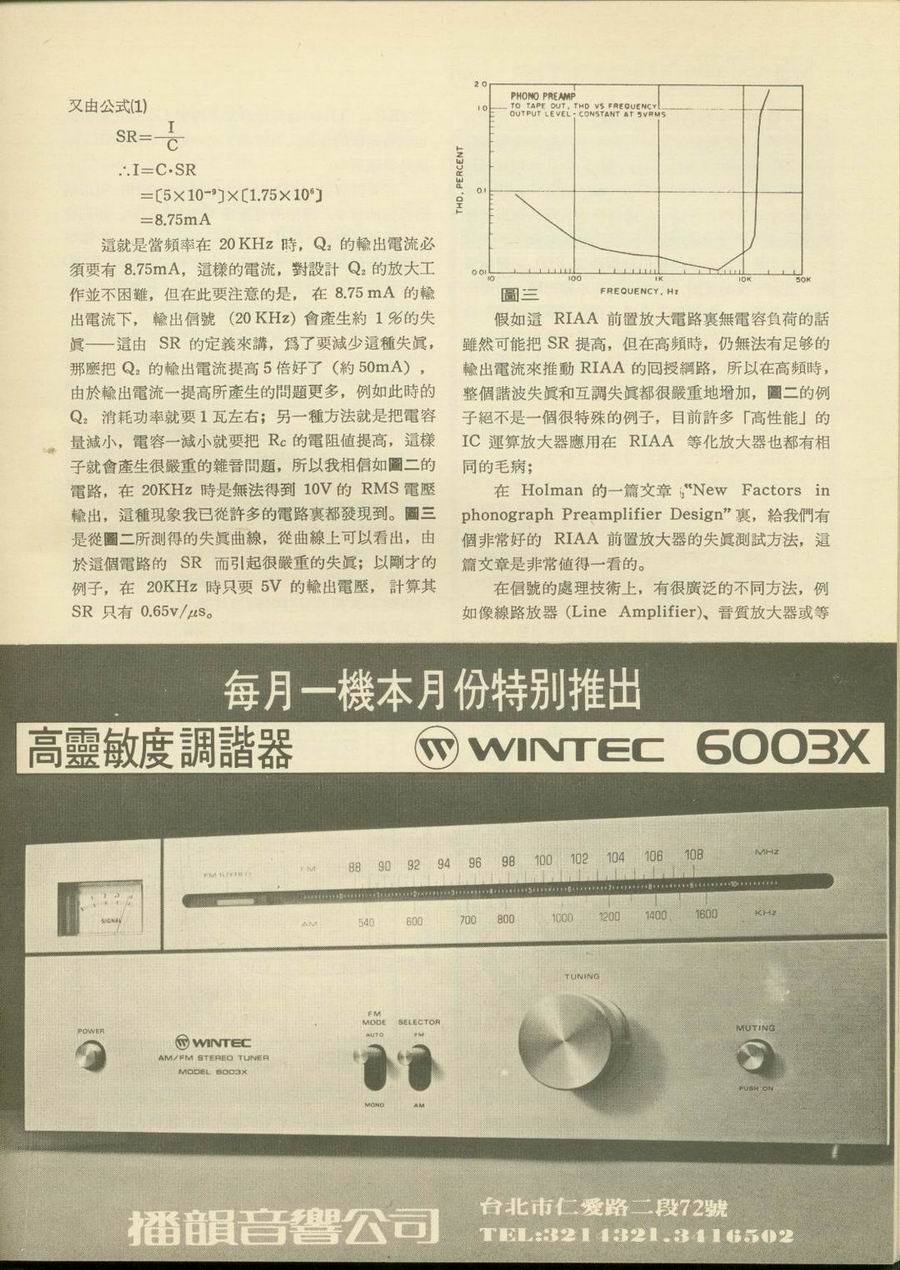 又由公式(1)
SR=I/C
∴I=C·SR
=〔5×10⁻⁹〕×〔1.75×10⁶〕
=8.75mA
這就是當頻率在 20KHz 時，Q₂ 的輸出電流必
須要有 8.75mA，這樣的電流，對設計 Q₂ 的放大工
作並不困難，但在此要注意的是，在 8.75 mA 的輸
出電流下，輸出信號 (20 KHz) 會產生約 1 %的失
眞——這由 SR 的定義來講，爲了要減少這種失眞，
那麼把 Q₂ 的輸出電流提高 5 倍好了（約 50mA），
由於輸出電流一提高所產生的問題更多，例如此時的
Q₂ 消耗功率就要 1 瓦左右；另一種方法就是把電容
量減小，電容一減小就要把 Rc 的電阻値提高，這樣
子就會產生很嚴重的雜音問題，所以我相信如圖二的
電路，在 20KHz 時是無法得到 10V 的 RMS 電壓
輸出，這種現象我已從許多的電路裏都發現到。圖三
是從圖二所測得的失眞曲線，從曲線上可以看出，由
於這個電路的 SR 而引起很嚴重的失眞；以剛才的
例子，在 20KHz 時只要 5V 的輸出電壓，計算其
SR 只有 0.65v/μs。
PHONO PREAMP
TO TAPE OUT, THD VS FREQUENCY
OUTPUT LEVEL - CONSTANT AT 5VRMS
THD, PERCENT
2 0
1 0
0.1
0 01
10 100 1K 10K 50K
FREQUENCY, Hz
圖三
假如這 RIAA 前置放大電路裏無電容負荷的話
雖然可能把 SR 提高，但在高頻時，仍無法有足够的
輸出電流來推動 RIAA 的囘授網路，所以在高頻時，
整個諧波失眞和互調失眞都很嚴重地增加，圖二的例
子絕不是一個很特殊的例子，目前許多「高性能」的
IC 運算放大器應用在 RIAA 等化放大器也都有相
同的毛病；
在 Holman 的一篇文章 “New Factors in
phonograph Preamplifier Design” 裏，給我們有
個非常好的 RIAA 前置放大器的失眞測試方法，這
篇文章是非常値得一看的。
在信號的處理技術上，有很廣泛的不同方法，例
如像線路放器 (Line Amplifier)、音質放大器或等
每月一機本月份特別推出
高靈敏度調諧器 W WINTEC 6003X
FM STEREO FM 88 90 92 94 96 98 100 102 104 106 108 MHz
SIGNAL
AM 540 600 700 800 1000 1200 1400 1600 KHz
TUNING
POWER
W WINTEC
AM/FM STEREO TUNER
MODEL 6003X
FM
MODE SELECTOR
AUTO FM
MONO AM
MUTING
PUSH ON
播韻音響公司
台北市仁愛路二段72號
TEL:3214321.3416502